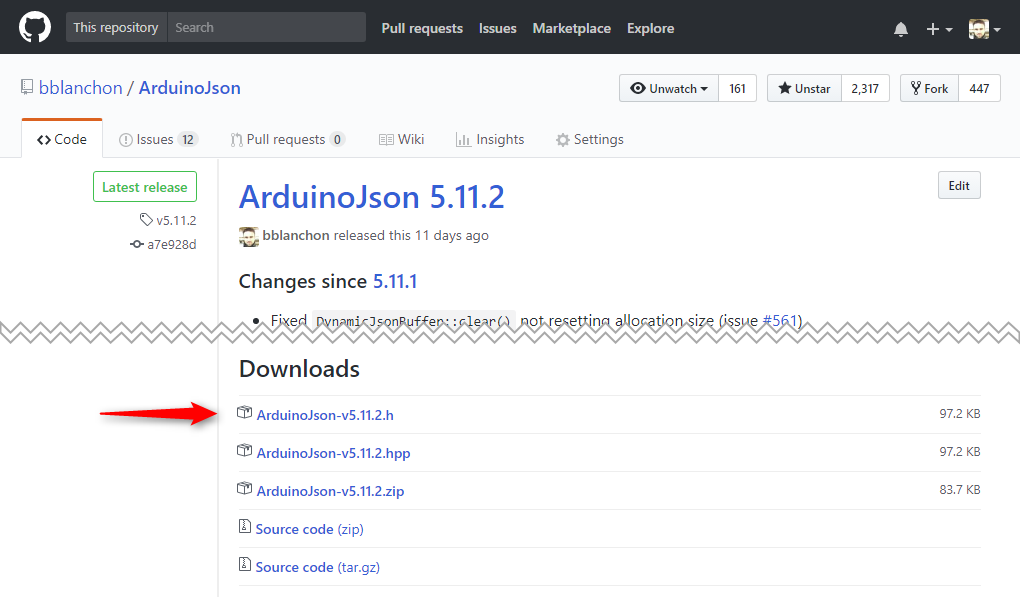 This repository Search Pull requests Issues Marketplace Explore
bblanchon / ArduinoJson Unwatch 161 Unstar 2,317 Fork 447
Code Issues 12 Pull requests 0 Wiki Insights Settings
Latest release
v5.11.2
a7e928d
ArduinoJson 5.11.2 Edit
bblanchon released this 11 days ago
Changes since 5.11.1
Fixed DynamicJsonBuffer::clear() not resetting allocation size (issue #561)
Downloads
ArduinoJson-v5.11.2.h 97.2 KB
ArduinoJson-v5.11.2.hpp 97.2 KB
ArduinoJson-v5.11.2.zip 83.7 KB
Source code (zip)
Source code (tar.gz)